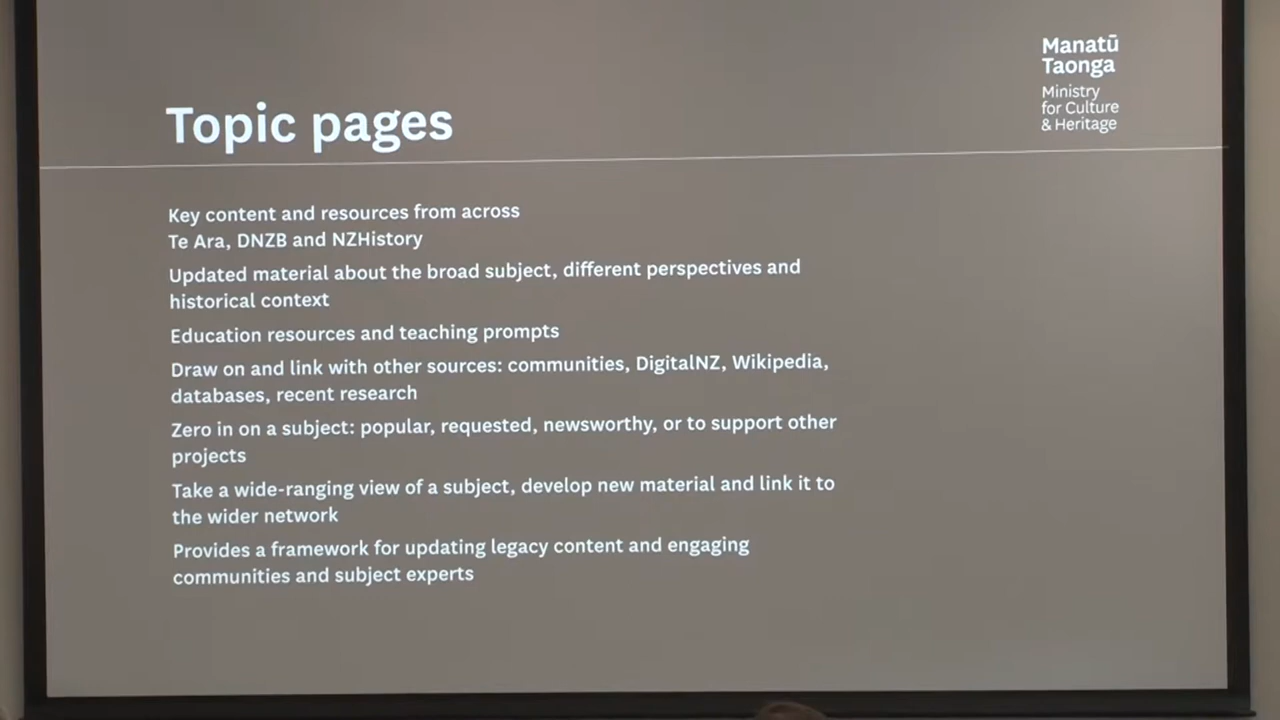 Manatū
Taonga
Ministry
for Culture
& Heritage
Topic pages
Key content and resources from across
Te Ara, DNZB and NZHistory
Updated material about the broad subject, different perspectives and
historical context
Education resources and teaching prompts
Draw on and link with other sources: communities, DigitalNZ, Wikipedia,
databases, recent research
Zero in on a subject: popular, requested, newsworthy, or to support other
projects
Take a wide-ranging view of a subject, develop new material and link it to
the wider network
Provides a framework for updating legacy content and engaging
communities and subject experts